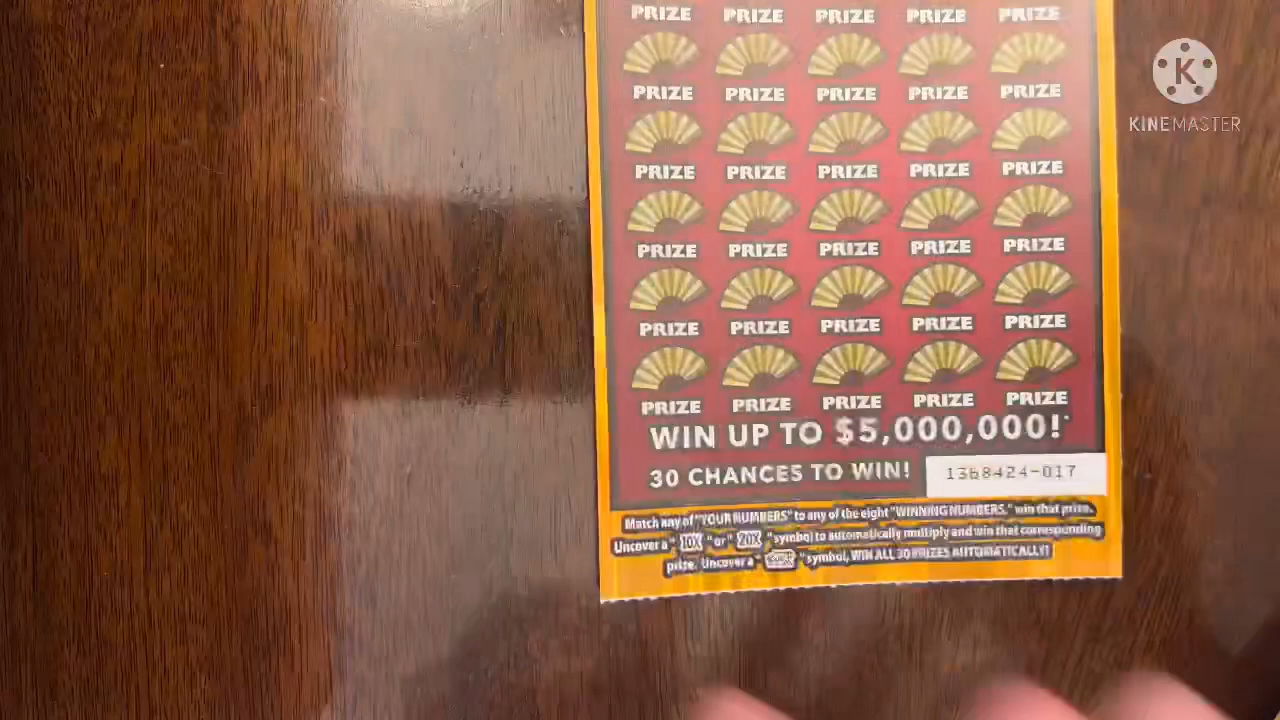 PRIZE PRIZE PRIZE PRIZE PRIZE
PRIZE PRIZE PRIZE PRIZE PRIZE
PRIZE PRIZE PRIZE PRIZE PRIZE
PRIZE PRIZE PRIZE PRIZE PRIZE
PRIZE PRIZE PRIZE PRIZE PRIZE
PRIZE PRIZE PRIZE PRIZE PRIZE
WIN UP TO $5,000,000!*
30 CHANCES TO WIN! 1368424-017
Match any of "YOUR NUMBERS" to any of the eight "WINNING NUMBERS," win that prize.
Uncover a "10X" or "20X" symbol to automatically multiply and win that corresponding
prize. Uncover a " " symbol, WIN ALL 30 PRIZES AUTOMATICALLY!
K
KINEMASTER